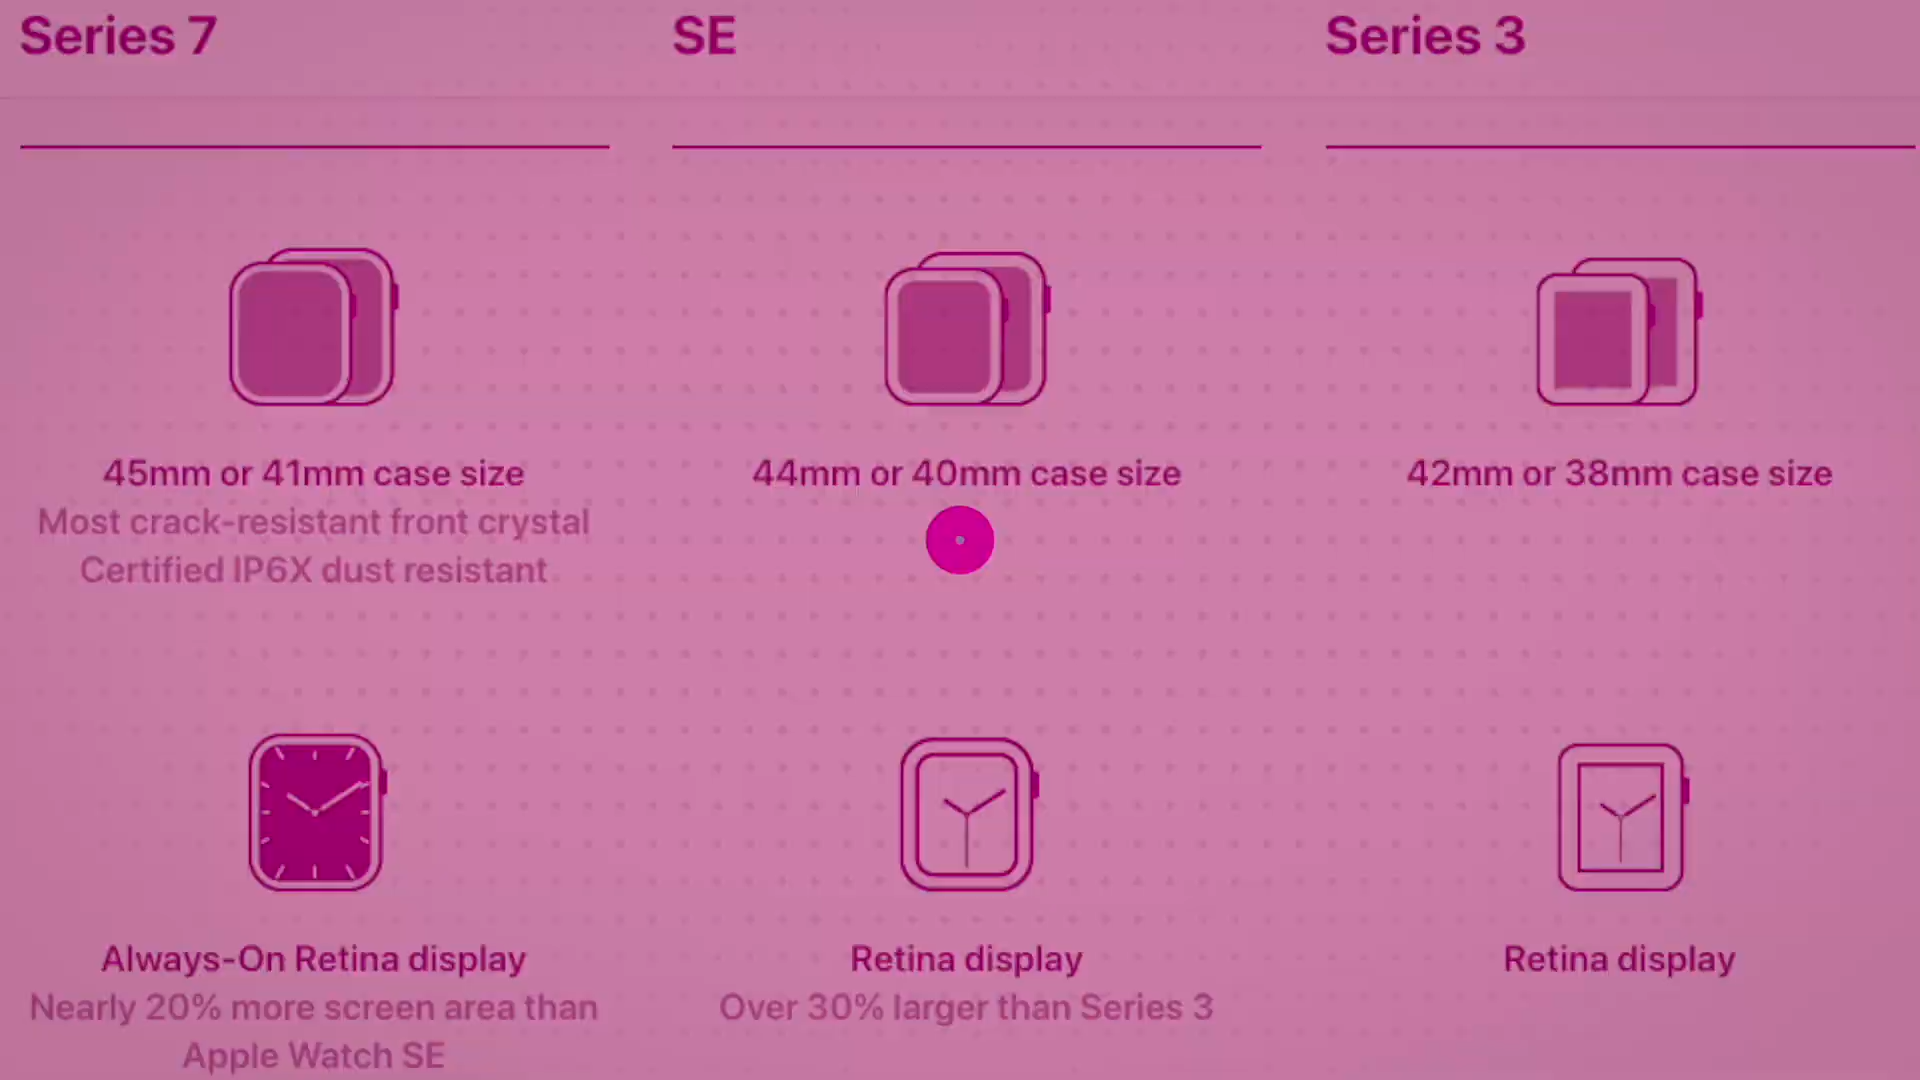 Series 7
SE
Series 3
45mm or 41mm case size
Most crack-resistant front crystal
Certified IP6X dust resistant
44mm or 40mm case size
42mm or 38mm case size
Always-On Retina display
Nearly 20% more screen area than
Apple Watch SE
Retina display
Over 30% larger than Series 3
Retina display